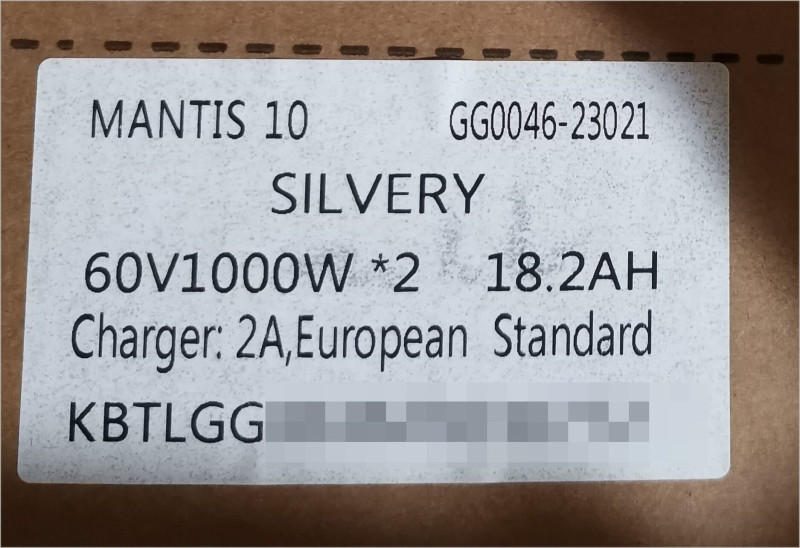 MANTIS 10 GG0046-23021
SILVERY
60V1000W *2 18.2AH
Charger: 2A,European Standard
KBTLGG